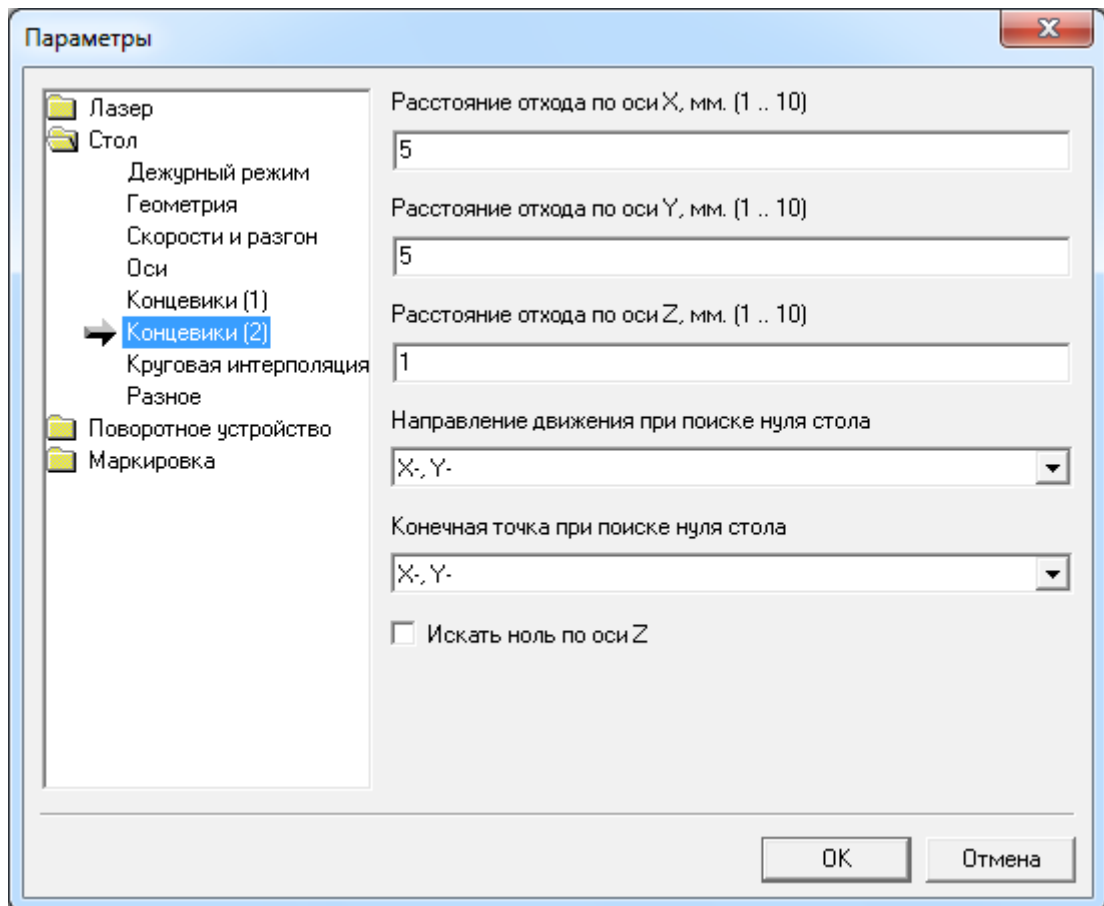 Параметры
Лазер
Стол
Дежурный режим
Геометрия
Скорости и разгон
Оси
Концевики (1)
Концевики (2)
Круговая интерполяция
Разное
Поворотное устройство
Маркировка
Расстояние отхода по оси X, мм. (1 .. 10)
5
Расстояние отхода по оси Y, мм. (1 .. 10)
5
Расстояние отхода по оси Z, мм. (1 .. 10)
1
Направление движения при поиске нуля стола
X-, Y-
Конечная точка при поиске нуля стола
X-, Y-
Искать ноль по оси Z
OK
Отмена